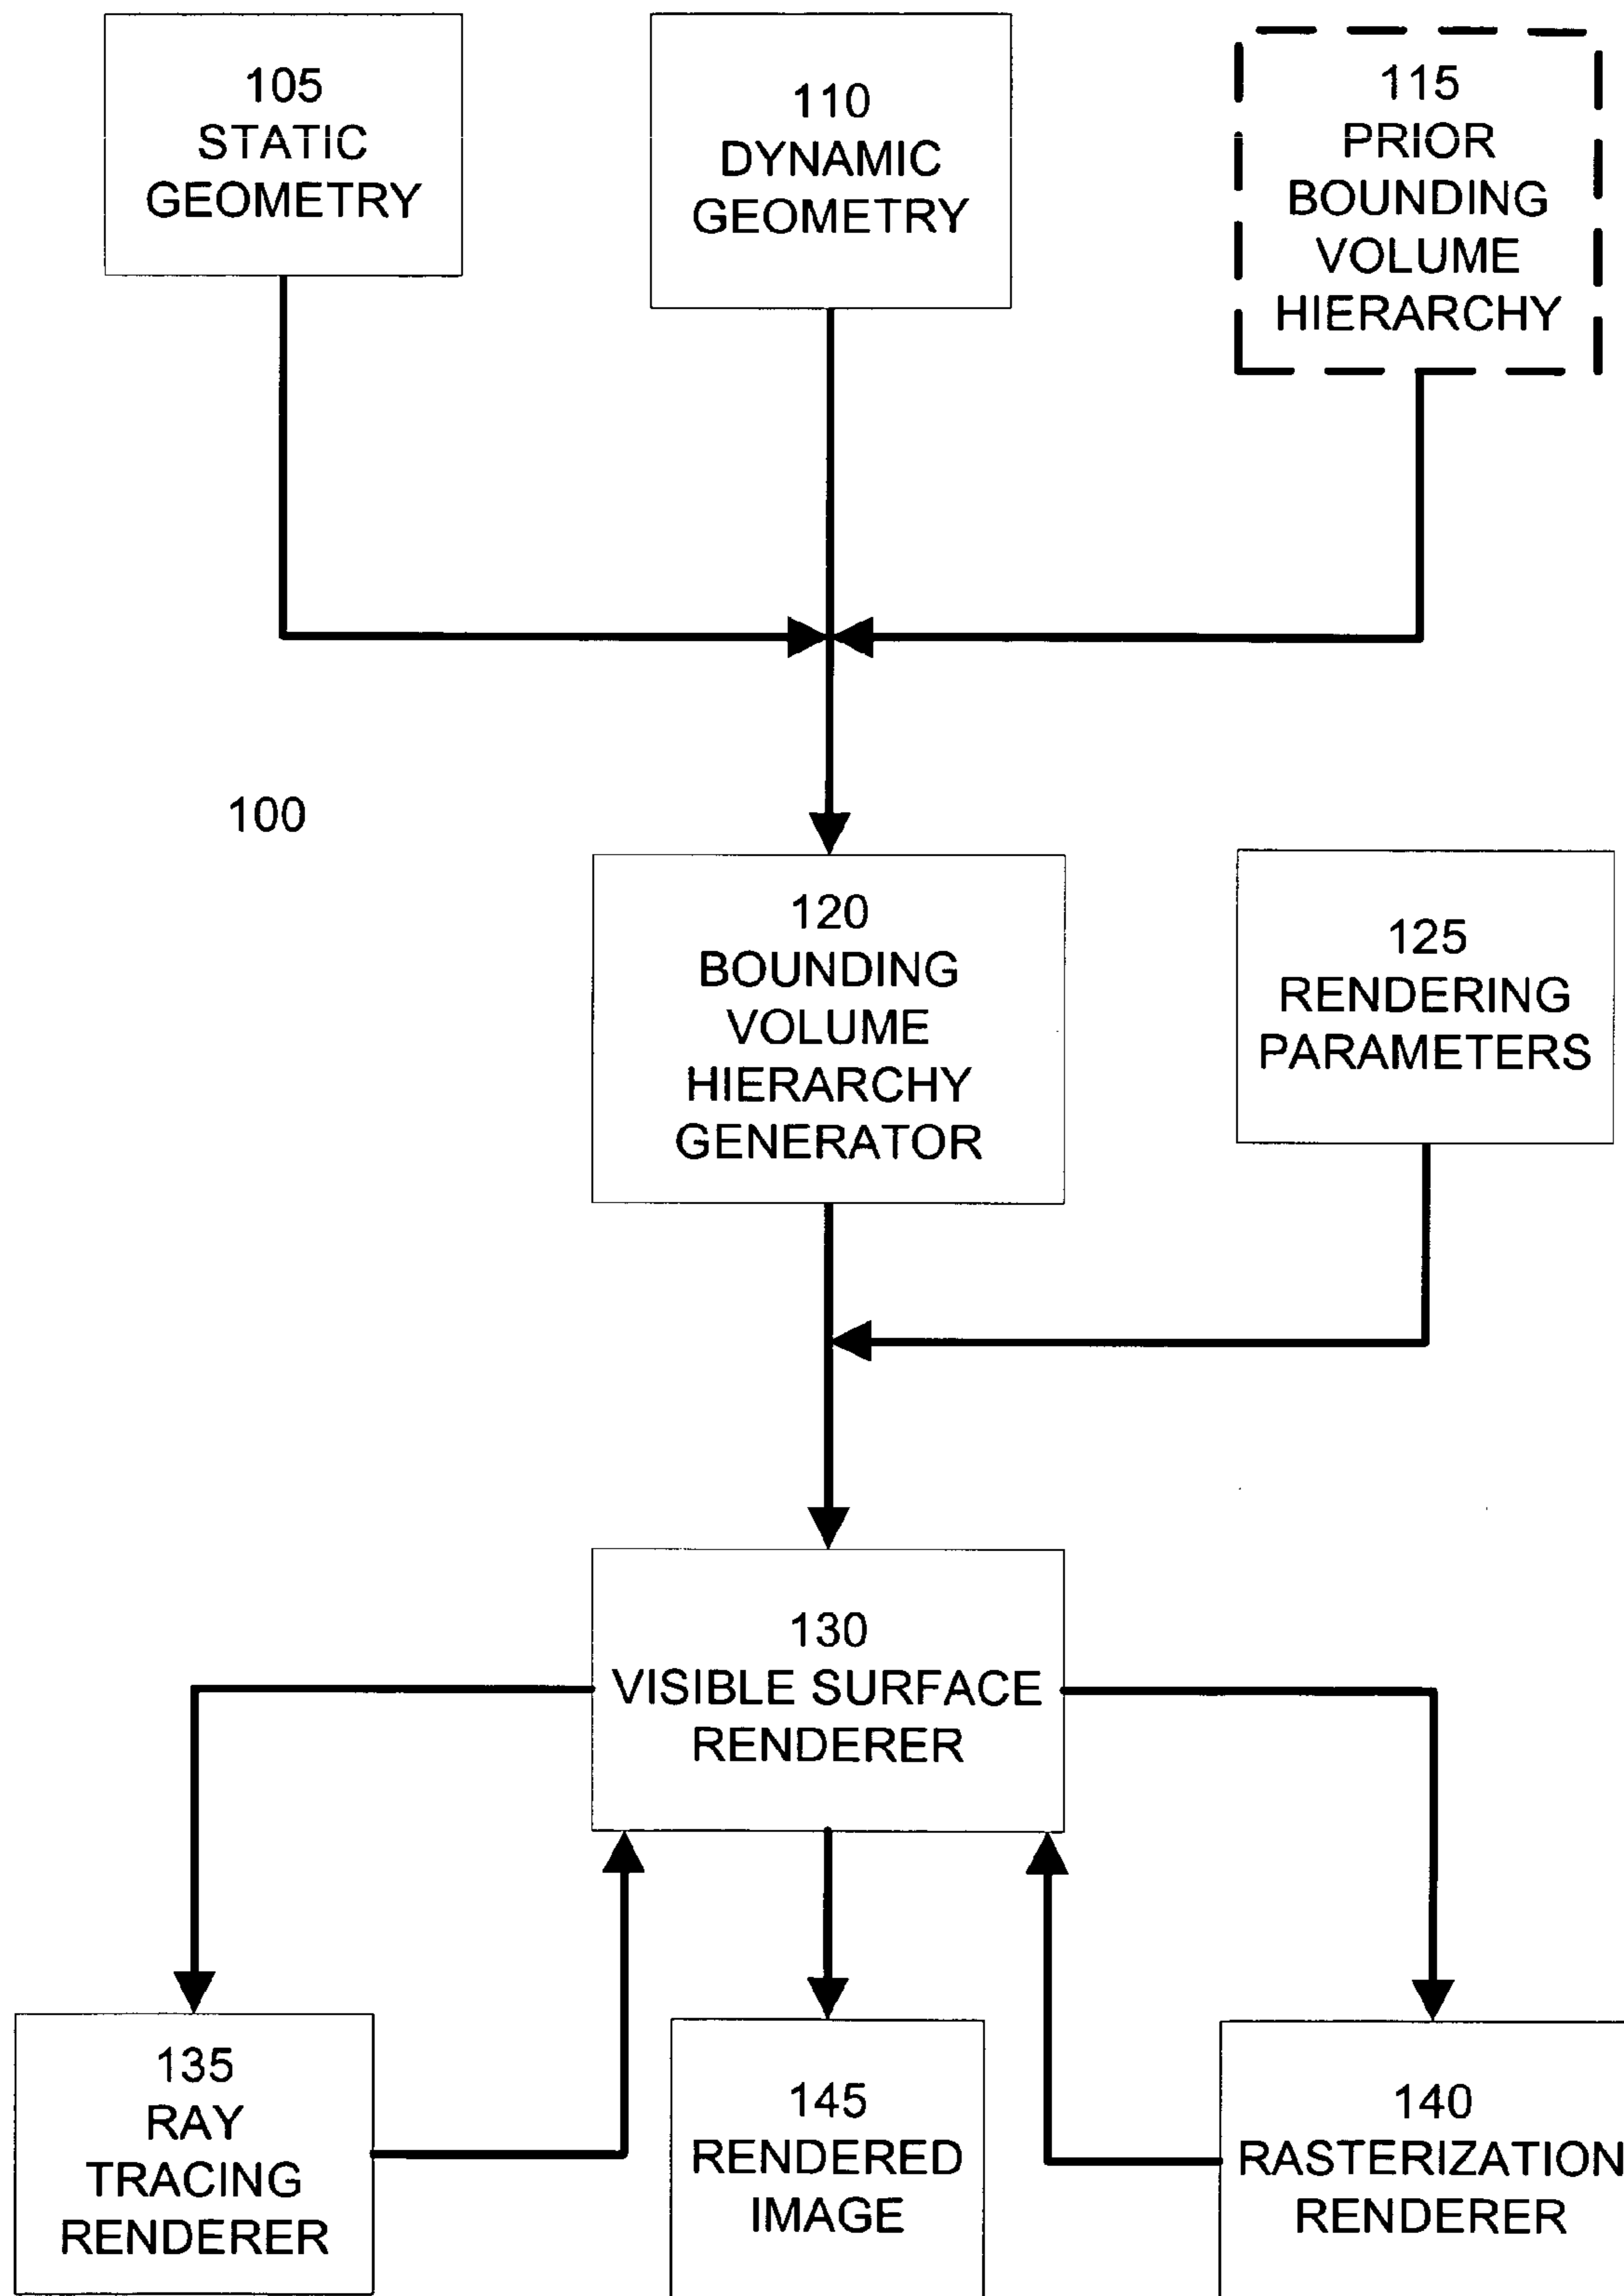 105
STATIC
GEOMETRY
110
DYNAMIC
GEOMETRY
115
PRIOR
BOUNDING
VOLUME
HIERARCHY
100
120
BOUNDING
VOLUME
HIERARCHY
GENERATOR
125
RENDERING
PARAMETERS
130
VISIBLE SURFACE
RENDERER
135
RAY
TRACING
RENDERER
145
RENDERED
IMAGE
140
RASTERIZATION
RENDERER